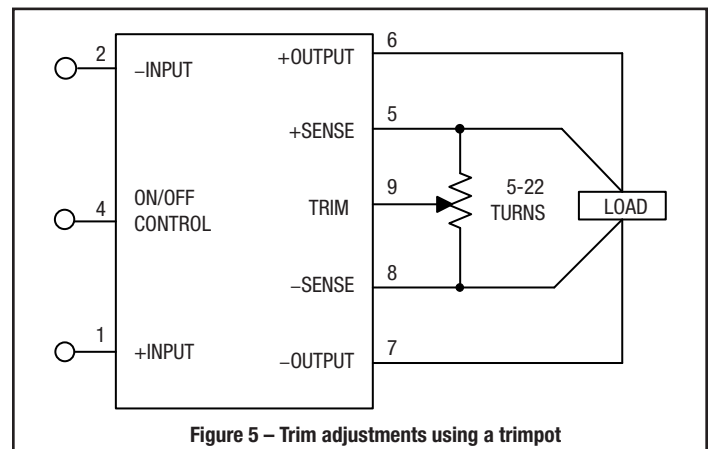 6
2
+OUTPUT
−INPUT
5
+SENSE
9
5-22
TURNS
LOAD
ON/OFF
CONTROL
4
TRIM
8
−SENSE
1
+INPUT
7
−OUTPUT
Figure 5 – Trim adjustments using a trimpot